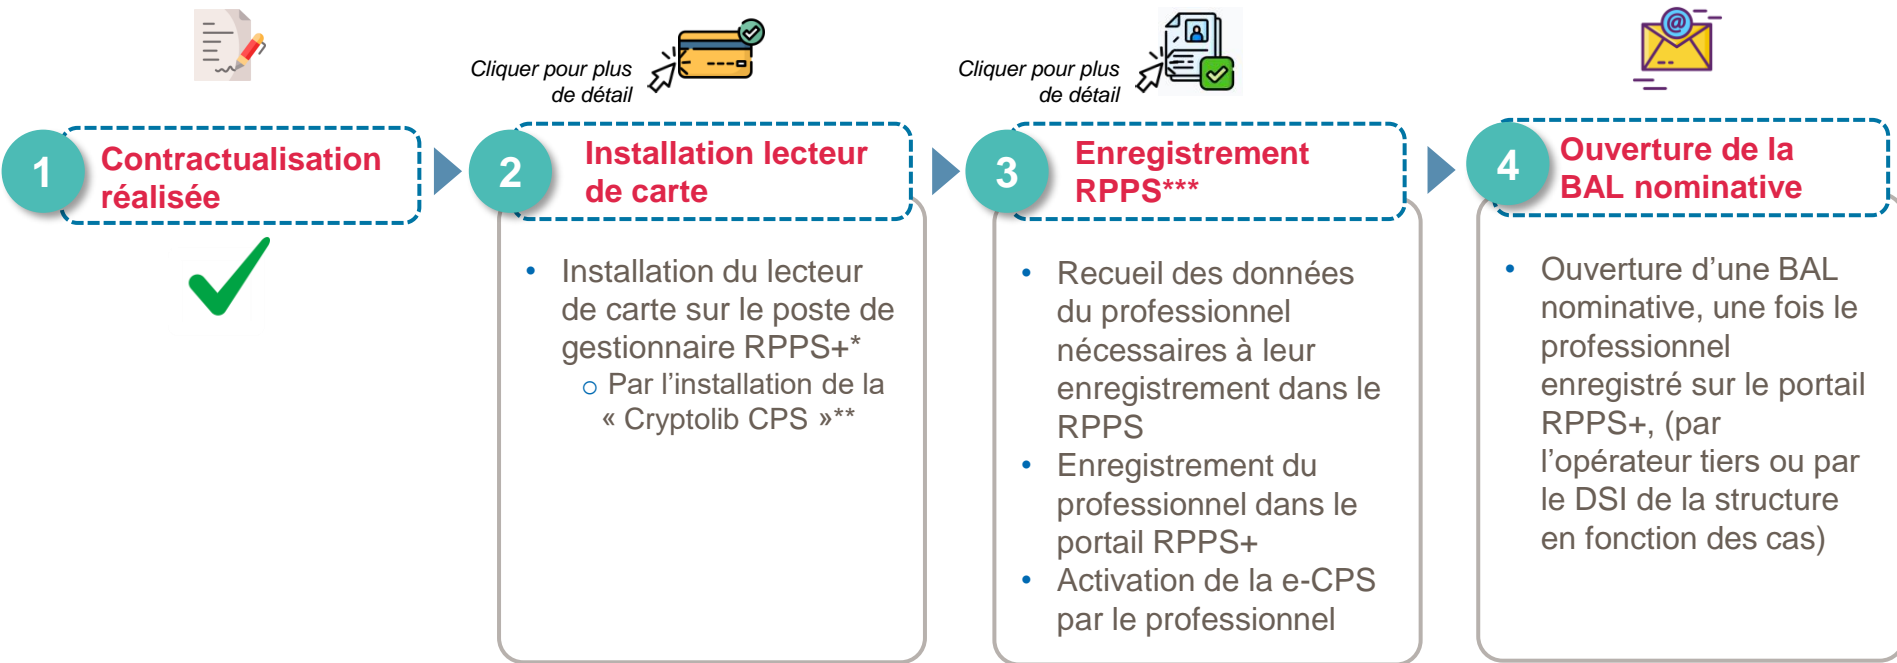 1
Contractualisation
réalisée
Cliquer pour plus
de détail
2
Installation lecteur
de carte
• Installation du lecteur
de carte sur le poste de
gestionnaire RPPS+*
o Par l’installation de la
« Cryptolib CPS »**
Cliquer pour plus
de détail
3
Enregistrement
RPPS***
• Recueil des données
du professionnel
nécessaires à leur
enregistrement dans le
RPPS
• Enregistrement du
professionnel dans le
portail RPPS+
• Activation de la e-CPS
par le professionnel
@
4
Ouverture de la
BAL nominative
• Ouverture d’une BAL
nominative, une fois le
professionnel
enregistré sur le portail
RPPS+, (par
l’opérateur tiers ou par
le DSI de la structure
en fonction des cas)